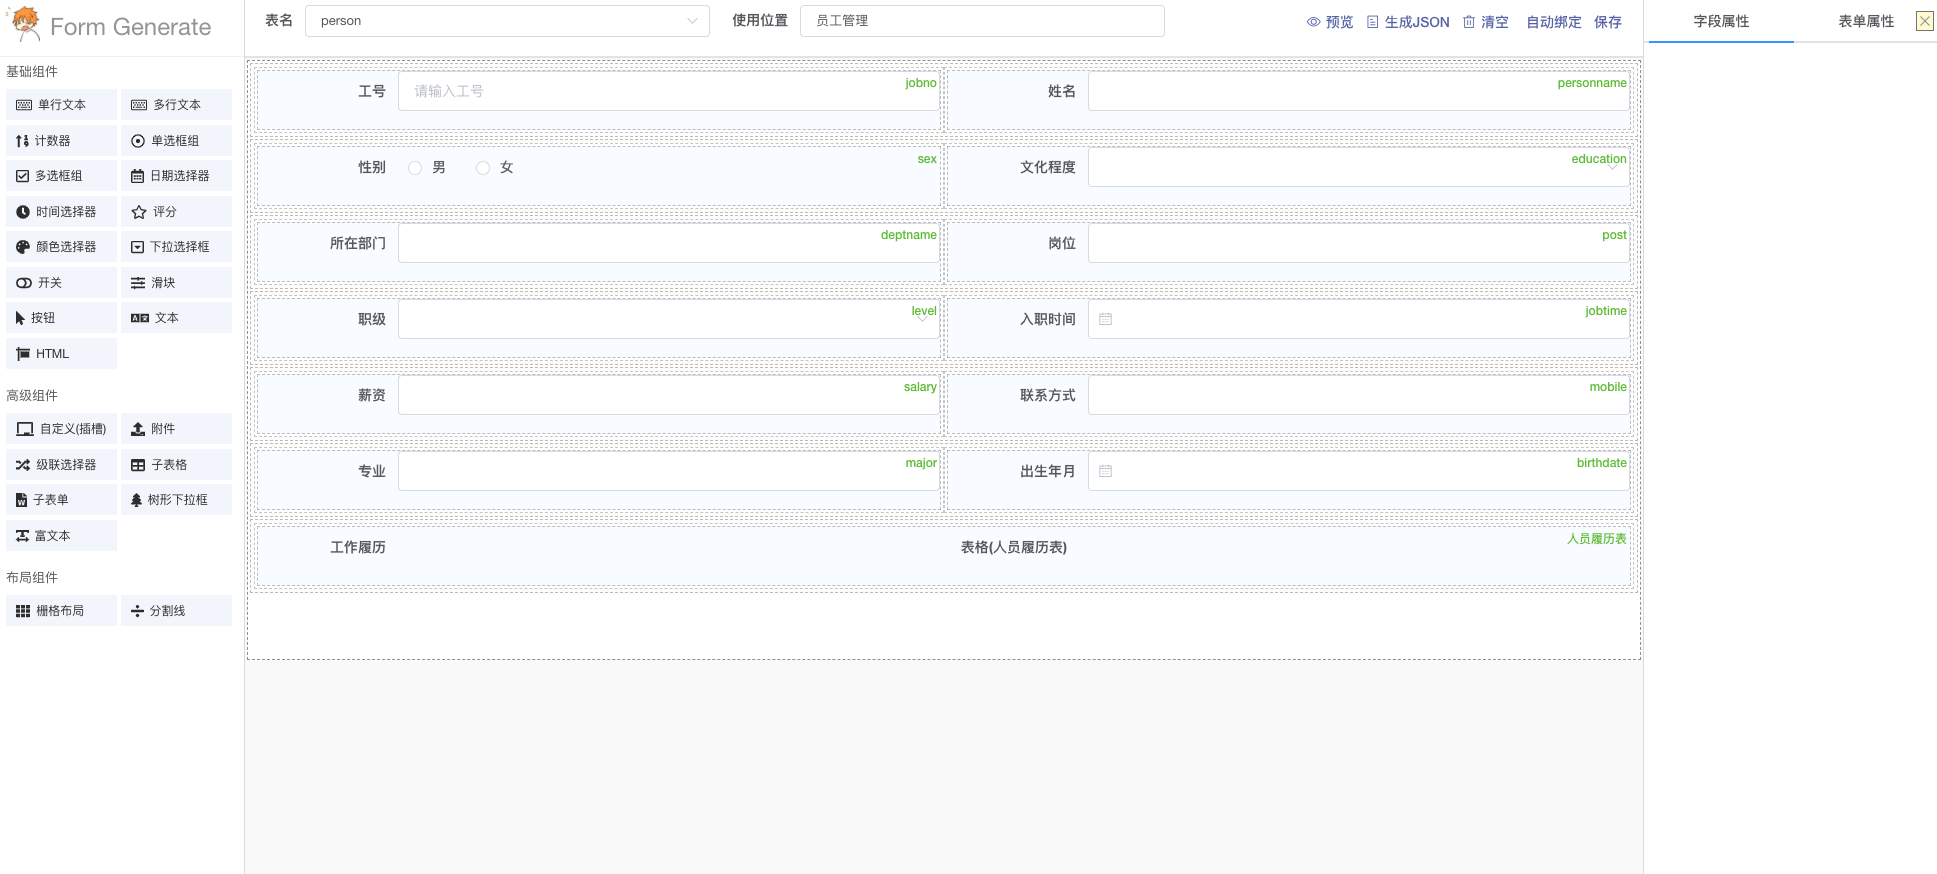 Form Generate
表名 person 使用位置 员工管理 预览 生成JSON 清空 自动绑定 保存
字段属性 表单属性
基础组件
单行文本 多行文本
计数器 单选框组
多选框组 日期选择器
时间选择器 评分
颜色选择器 下拉选择框
开关 滑块
按钮 文本
HTML
高级组件
自定义(插槽) 附件
级联选择器 子表格
子表单 树形下拉框
富文本
布局组件
栅格布局 分割线
工号 请输入工号 jobno 姓名 personname
性别 男 女 sex 文化程度 education
所在部门 deptname 岗位 post
职级 level 入职时间 jobtime
薪资 salary 联系方式 mobile
专业 major 出生年月 birthdate
工作履历 表格(人员履历表) 人员履历表